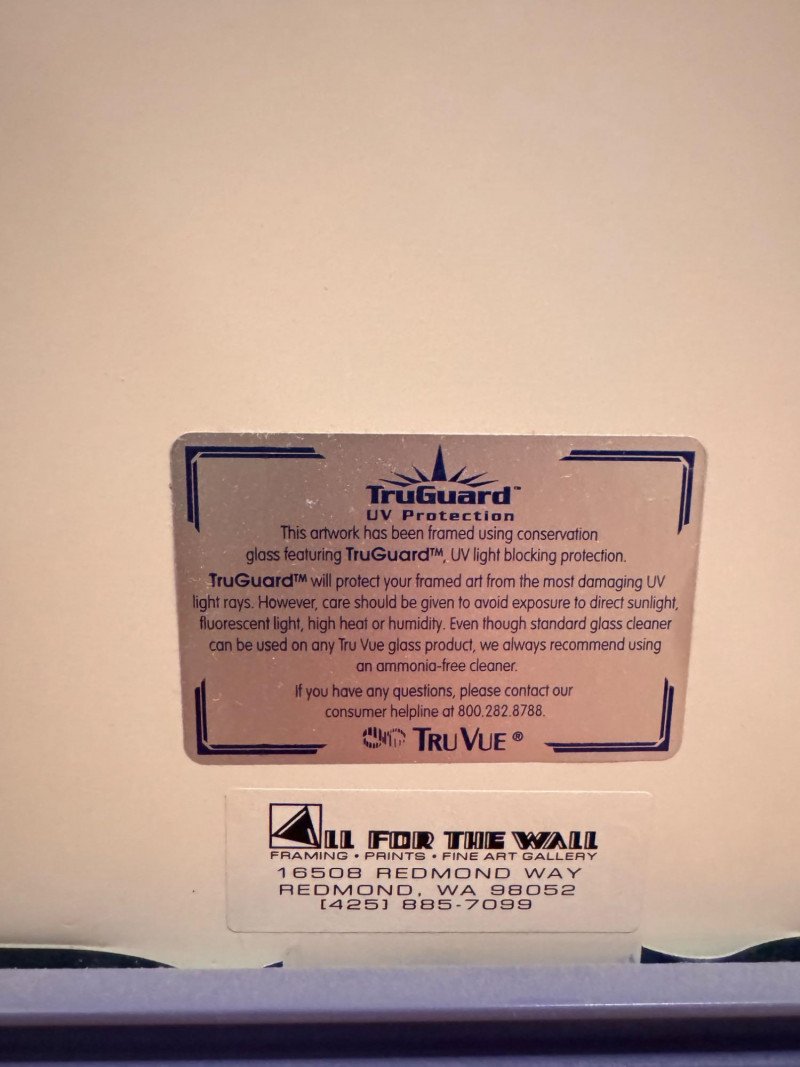 TruGuard™
UV Protection
This artwork has been framed using conservation
glass featuring TruGuard™, UV light blocking protection.
TruGuard™ will protect your framed art from the most damaging UV
light rays. However, care should be given to avoid exposure to direct sunlight,
fluorescent light, high heat or humidity. Even though standard glass cleaner
can be used on any Tru Vue glass product, we always recommend using
an ammonia-free cleaner.
If you have any questions, please contact our
consumer helpline at 800.282.8788.
TRU VUE ®
ALL FOR THE WALL
FRAMING • PRINTS • FINE ART GALLERY
16508 REDMOND WAY
REDMOND, WA 98052
[425] 885-7099